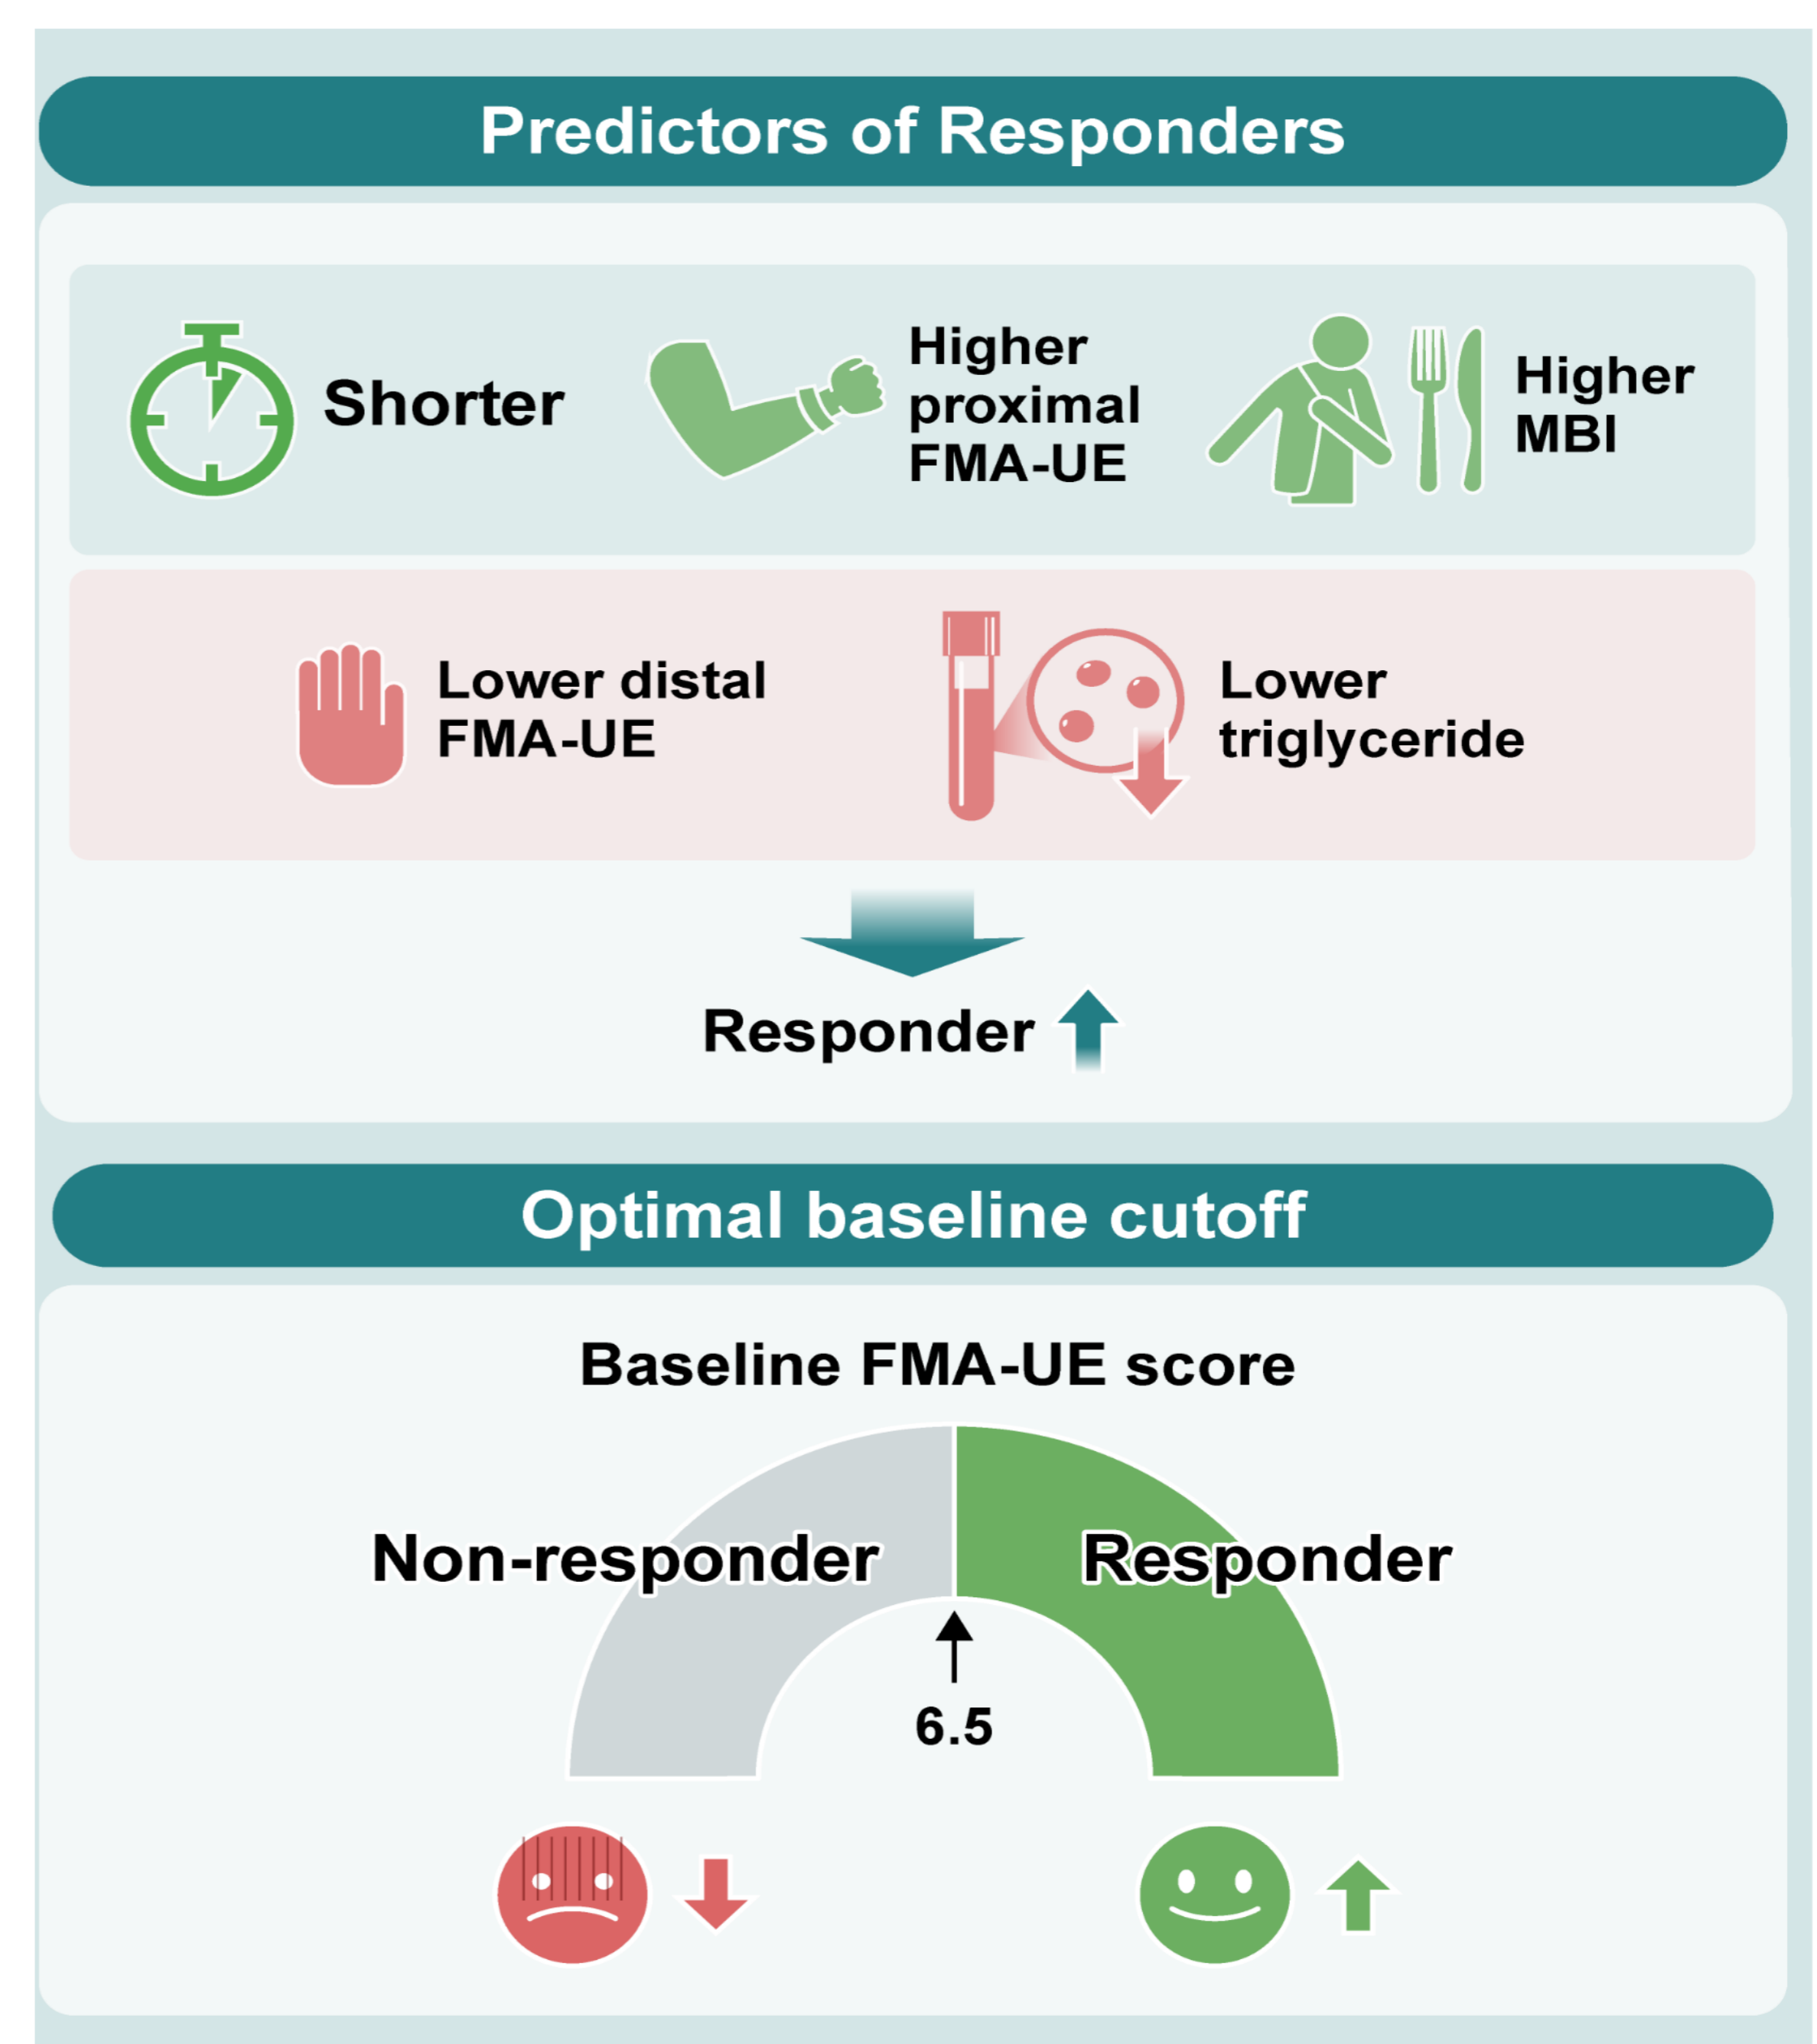 Predictors of Responders
Shorter
Higher
proximal
FMA-UE
Higher
MBI
Lower distal
FMA-UE
Lower
triglyceride
Responder
Optimal baseline cutoff
Baseline FMA-UE score
Non-responder
Responder
6.5